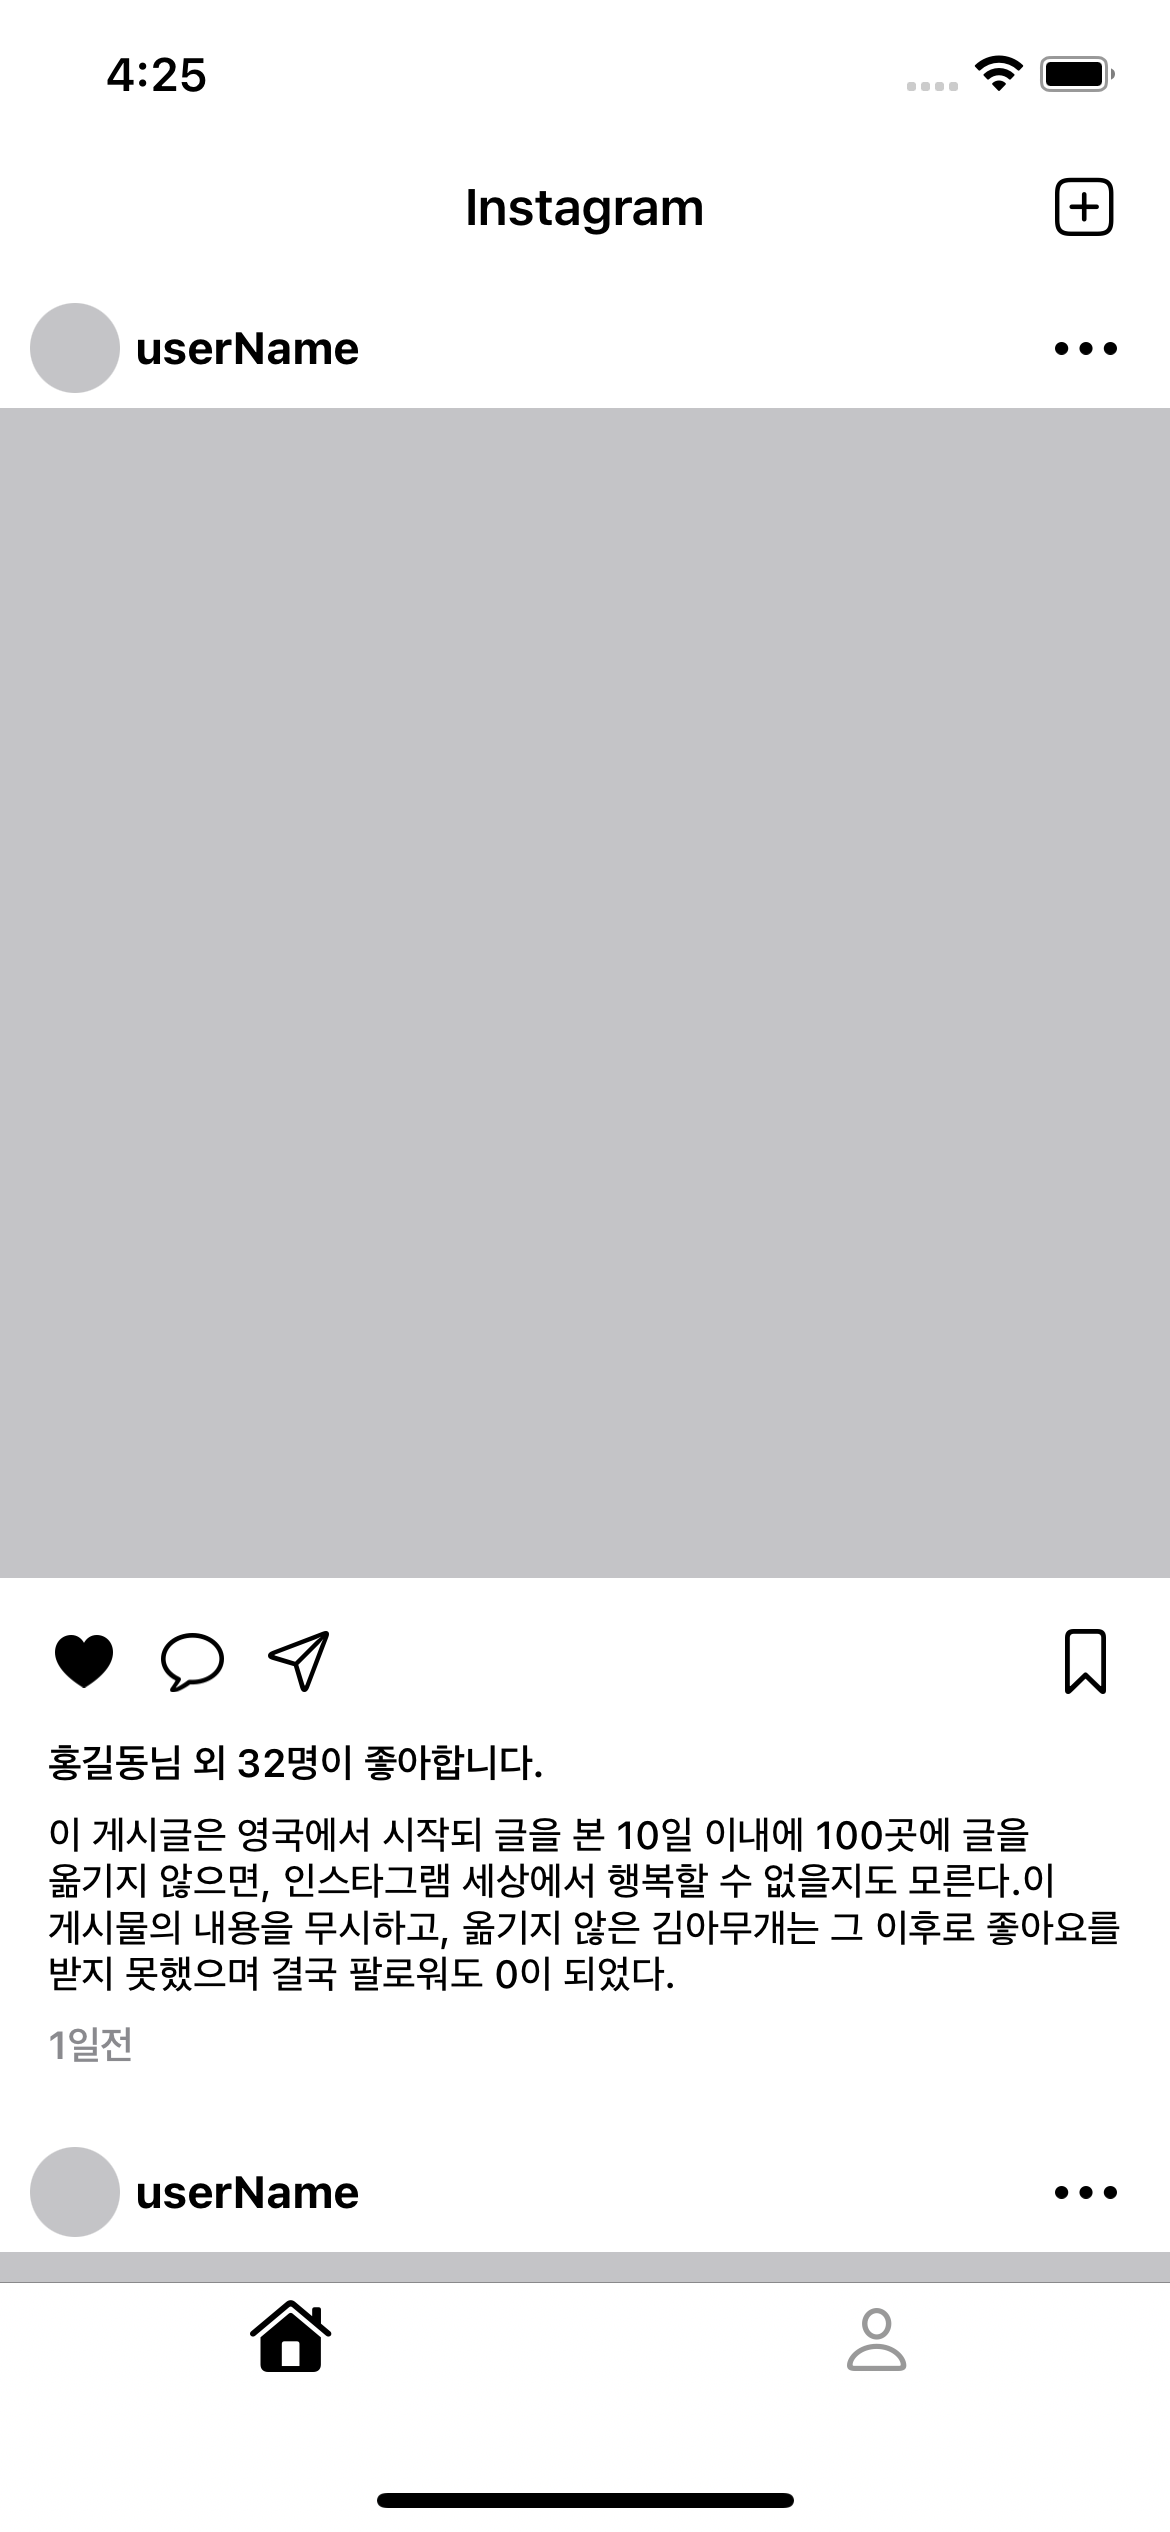 4:25
Instagram
userName
홍길동님 외 32명이 좋아합니다.
이 게시글은 영국에서 시작되 글을 본 10일 이내에 100곳에 글을
옮기지 않으면, 인스타그램 세상에서 행복할 수 없을지도 모른다.이
게시물의 내용을 무시하고, 옮기지 않은 김아무개는 그 이후로 좋아요를
받지 못했으며 결국 팔로워도 0이 되었다.
1일전
userName